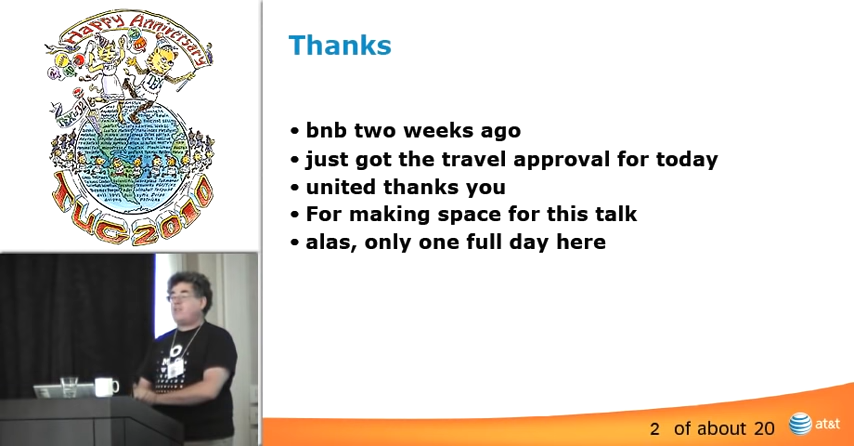 Happy Anniversary
TUG 2010
Thanks
• bnb two weeks ago
• just got the travel approval for today
• united thanks you
• For making space for this talk
• alas, only one full day here
2 of about 20
at&t